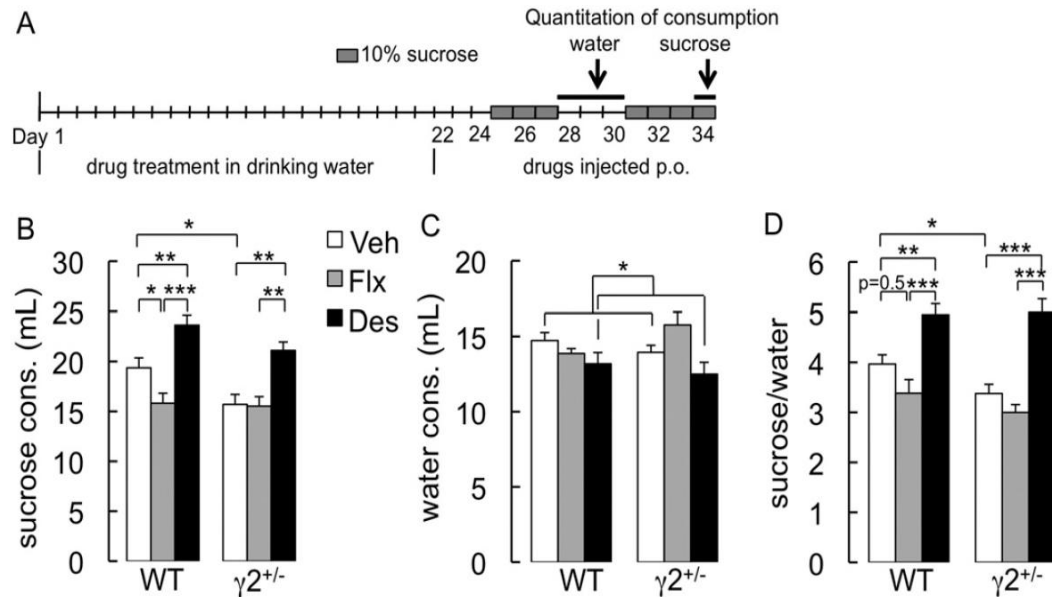 A
Quantitation of consumption
water sucrose
10% sucrose
Day 1 22 24 26 28 30 32 34
drug treatment in drinking water drugs injected p.o.
B
sucrose cons. (mL)
30
25
20
15
10
5
0
*
**
**
* ***
**
WT γ2+/-
Veh
Flx
Des
C
water cons. (mL)
20
15
10
5
0
*
WT γ2+/-
D
sucrose/water
6
5
4
3
2
1
0
*
**
***
p=0.5 ***
***
WT γ2+/-